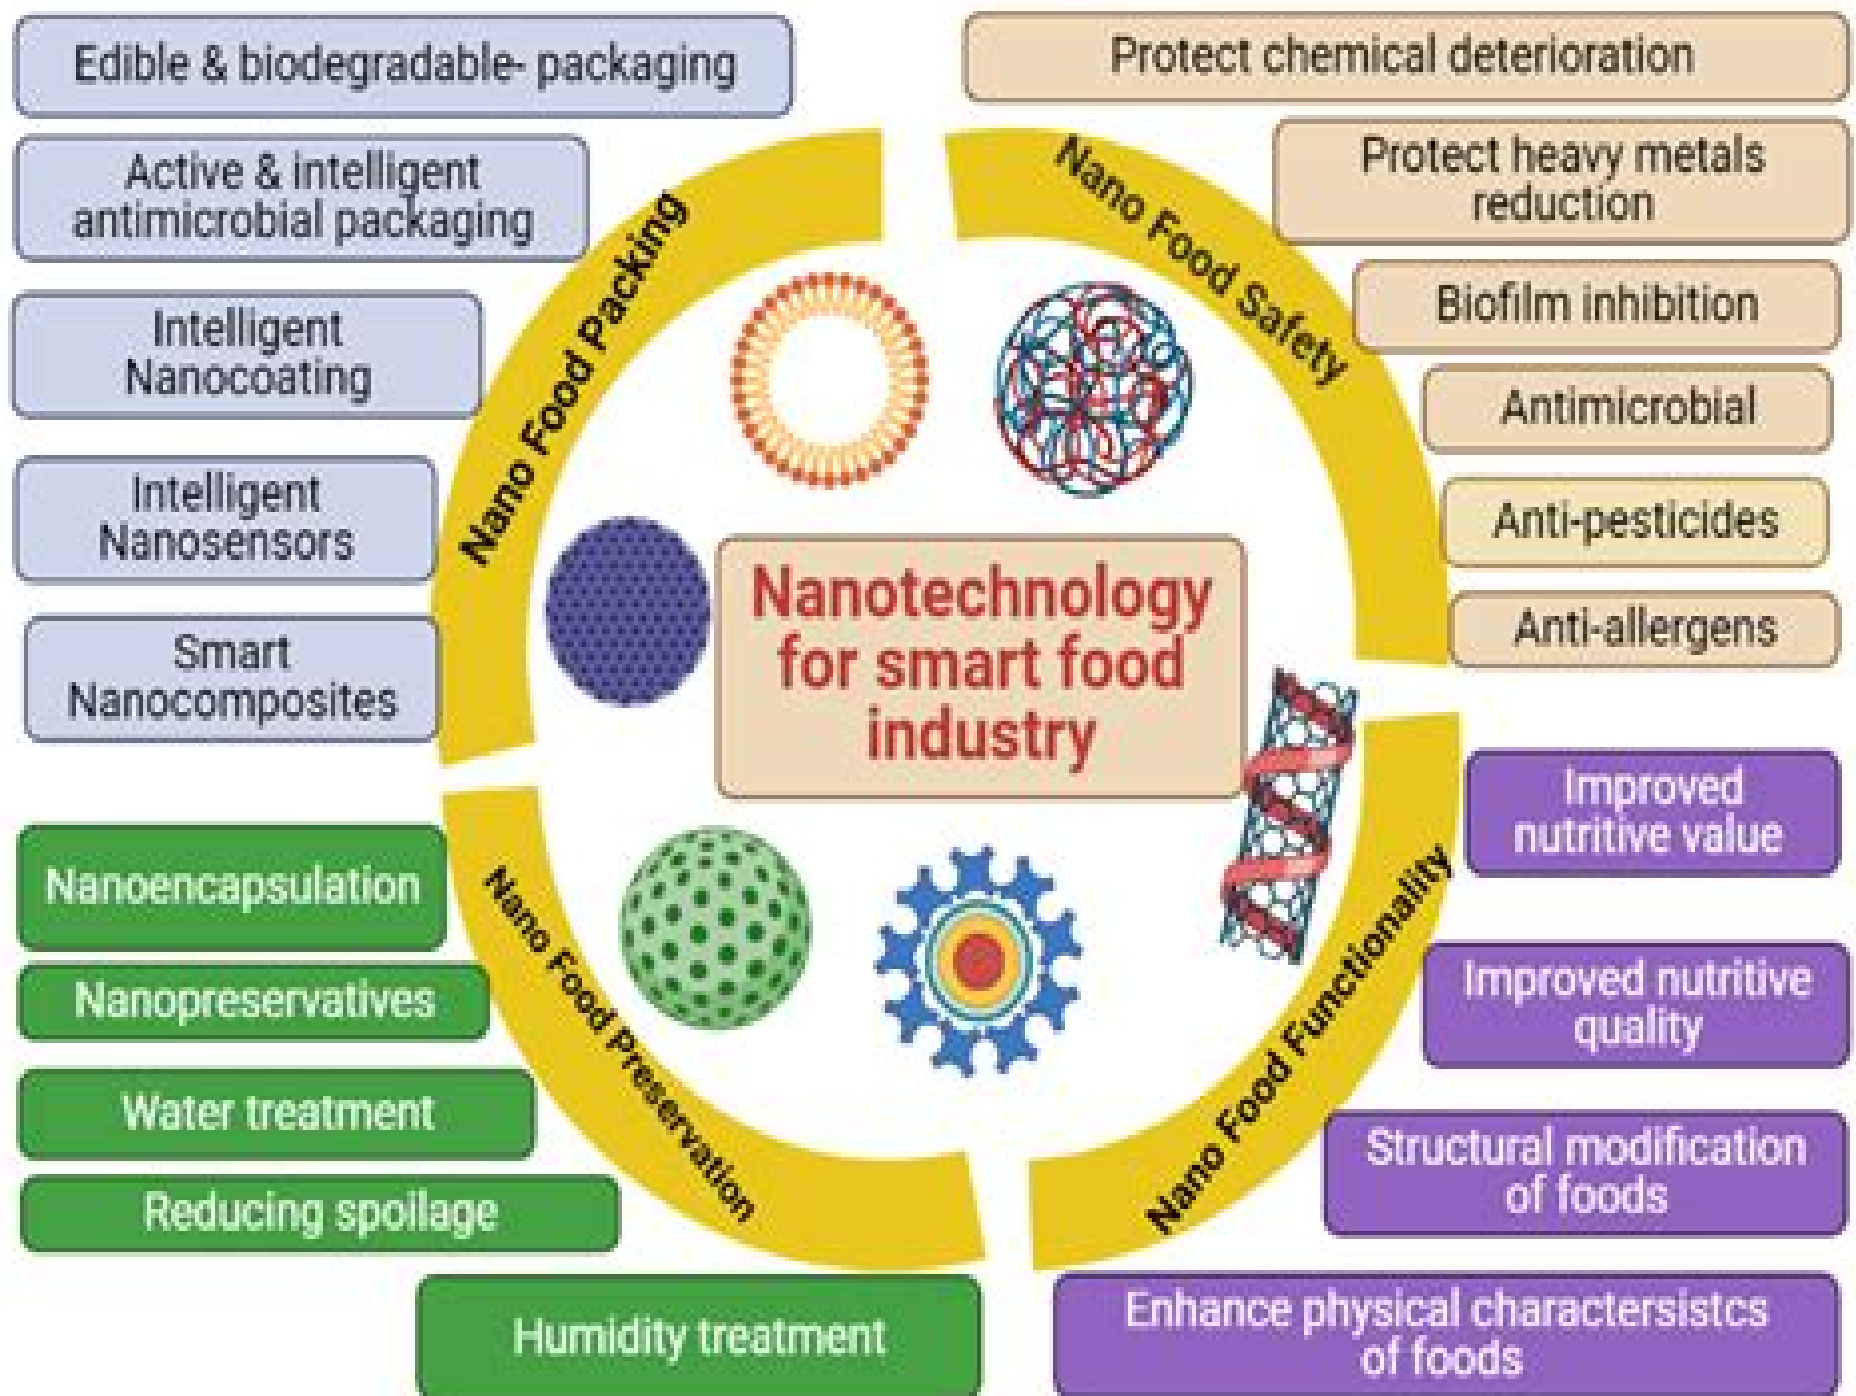 Edible & biodegradable- packaging
Active & intelligent
antimicrobial packaging
Intelligent
Nanocoating
Intelligent
Nanosensors
Smart
Nanocomposites
Nano Food Packing
Protect chemical deterioration
Protect heavy metals
reduction
Biofilm inhibition
Antimicrobial
Anti-pesticides
Anti-allergens
Nano Food Safety
Nanotechnology
for smart food
industry
Nanoencapsulation
Nanopreservatives
Water treatment
Reducing spoilage
Humidity treatment
Nano Food Preservation
Improved
nutritive value
Improved nutritive
quality
Structural modification
of foods
Enhance physical charactersistcs
of foods
Nano Food Functionality